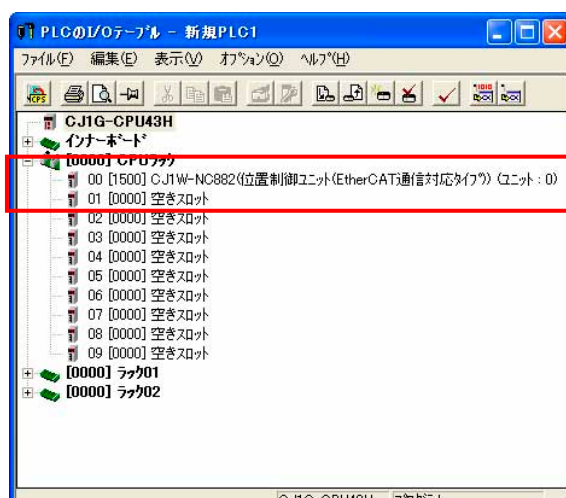 PLCのI/Oテーブル - 新規PLC1
ファイル(F) 編集(E) 表示(V) オプション(O) ヘルプ(H)
CJ1G-CPU43H
インナーボード
[0000] CPUラック
00 [1500] CJ1W-NC882(位置制御ユニット(EtherCAT通信対応タイプ)) (ユニット : 0)
01 [0000] 空きスロット
02 [0000] 空きスロット
03 [0000] 空きスロット
04 [0000] 空きスロット
05 [0000] 空きスロット
06 [0000] 空きスロット
07 [0000] 空きスロット
08 [0000] 空きスロット
09 [0000] 空きスロット
[0000] ラック01
[0000] ラック02
CJ1G-CPU43H プログラム